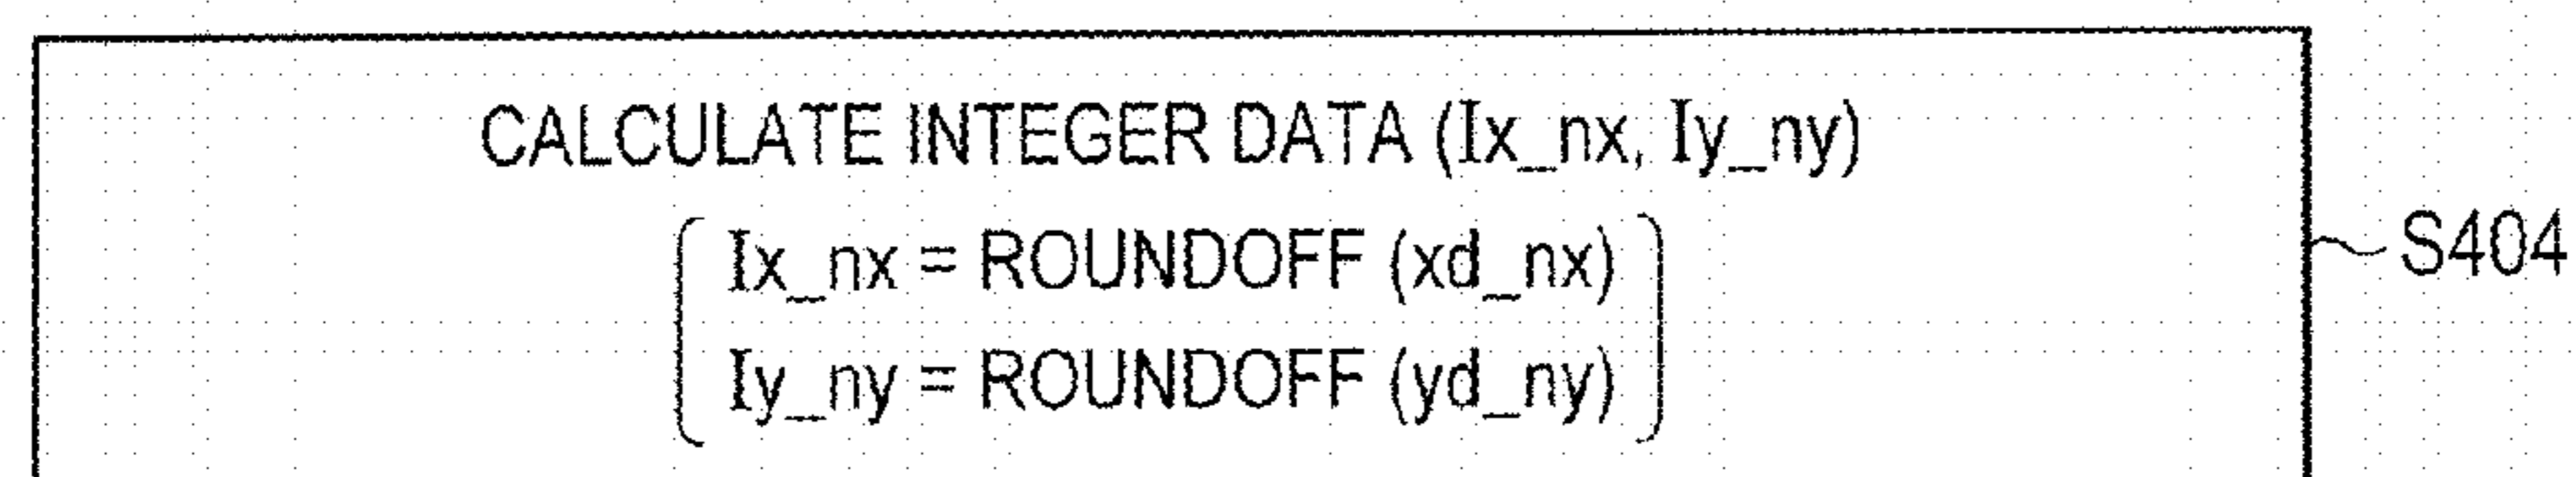 CALCULATE INTEGER DATA (Ix_nx, Iy_ny)
Ix_nx = ROUNDOFF (xd_nx)
S404
Iy_ny = ROUNDOFF (yd_ny)